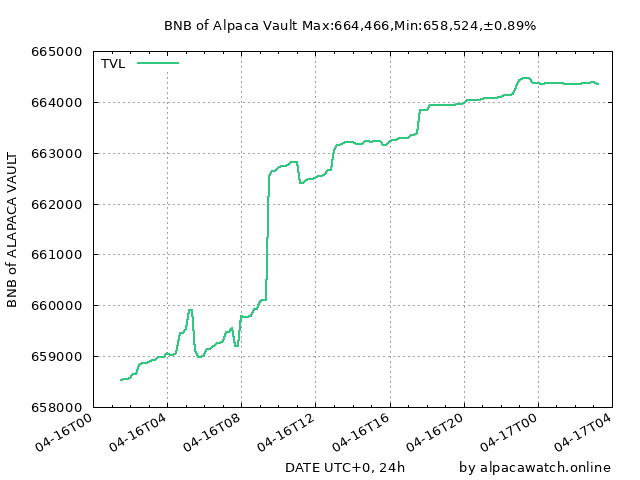 BNB of Alpaca Vault Max:664,466,Min:658,524,±0.89%
TVL
665000
664000
663000
662000
661000
660000
659000
658000
BNB of ALAPACA VAULT
04-16T00
04-16T04
04-16T08
04-16T12
04-16T16
04-16T20
04-17T00
04-17T04
DATE UTC+0, 24h
by alpacawatch.online